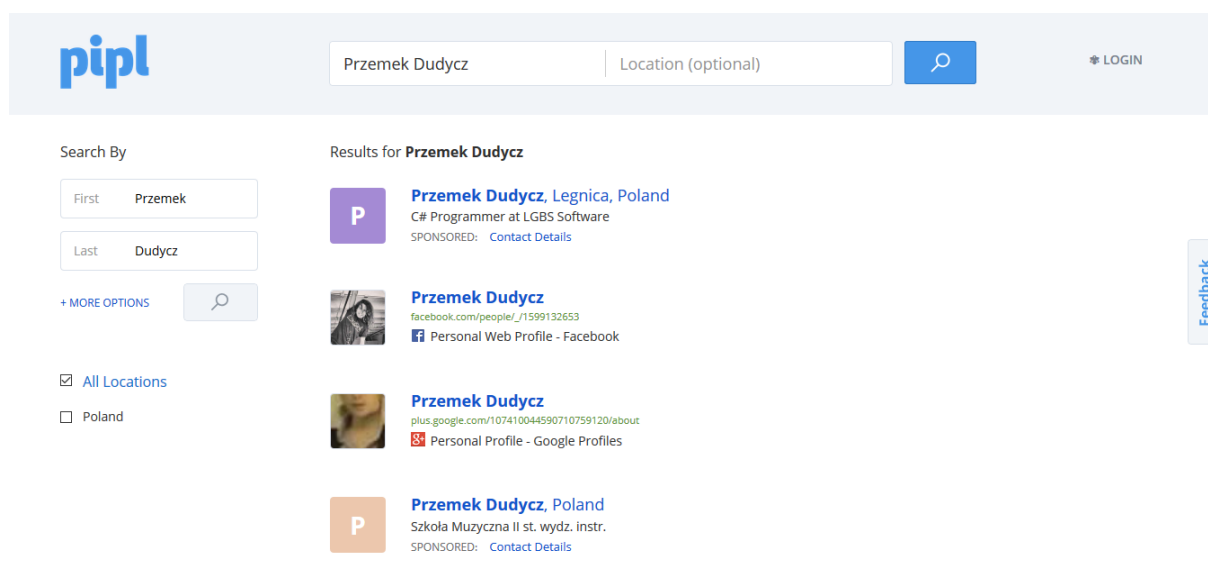 pipl
Przemek Dudycz
Location (optional)
LOGIN
Search By
First Przemek
Last Dudycz
+ MORE OPTIONS
All Locations
Poland
Results for Przemek Dudycz
P
Przemek Dudycz, Legnica, Poland
C# Programmer at LGBS Software
SPONSORED: Contact Details
Przemek Dudycz
facebook.com/people/_/1599132653
f Personal Web Profile - Facebook
Przemek Dudycz
plus.google.com/107410044590710759120/about
8+ Personal Profile - Google Profiles
P
Przemek Dudycz, Poland
Szkoła Muzyczna II st. wydz. instr.
SPONSORED: Contact Details
Feedback